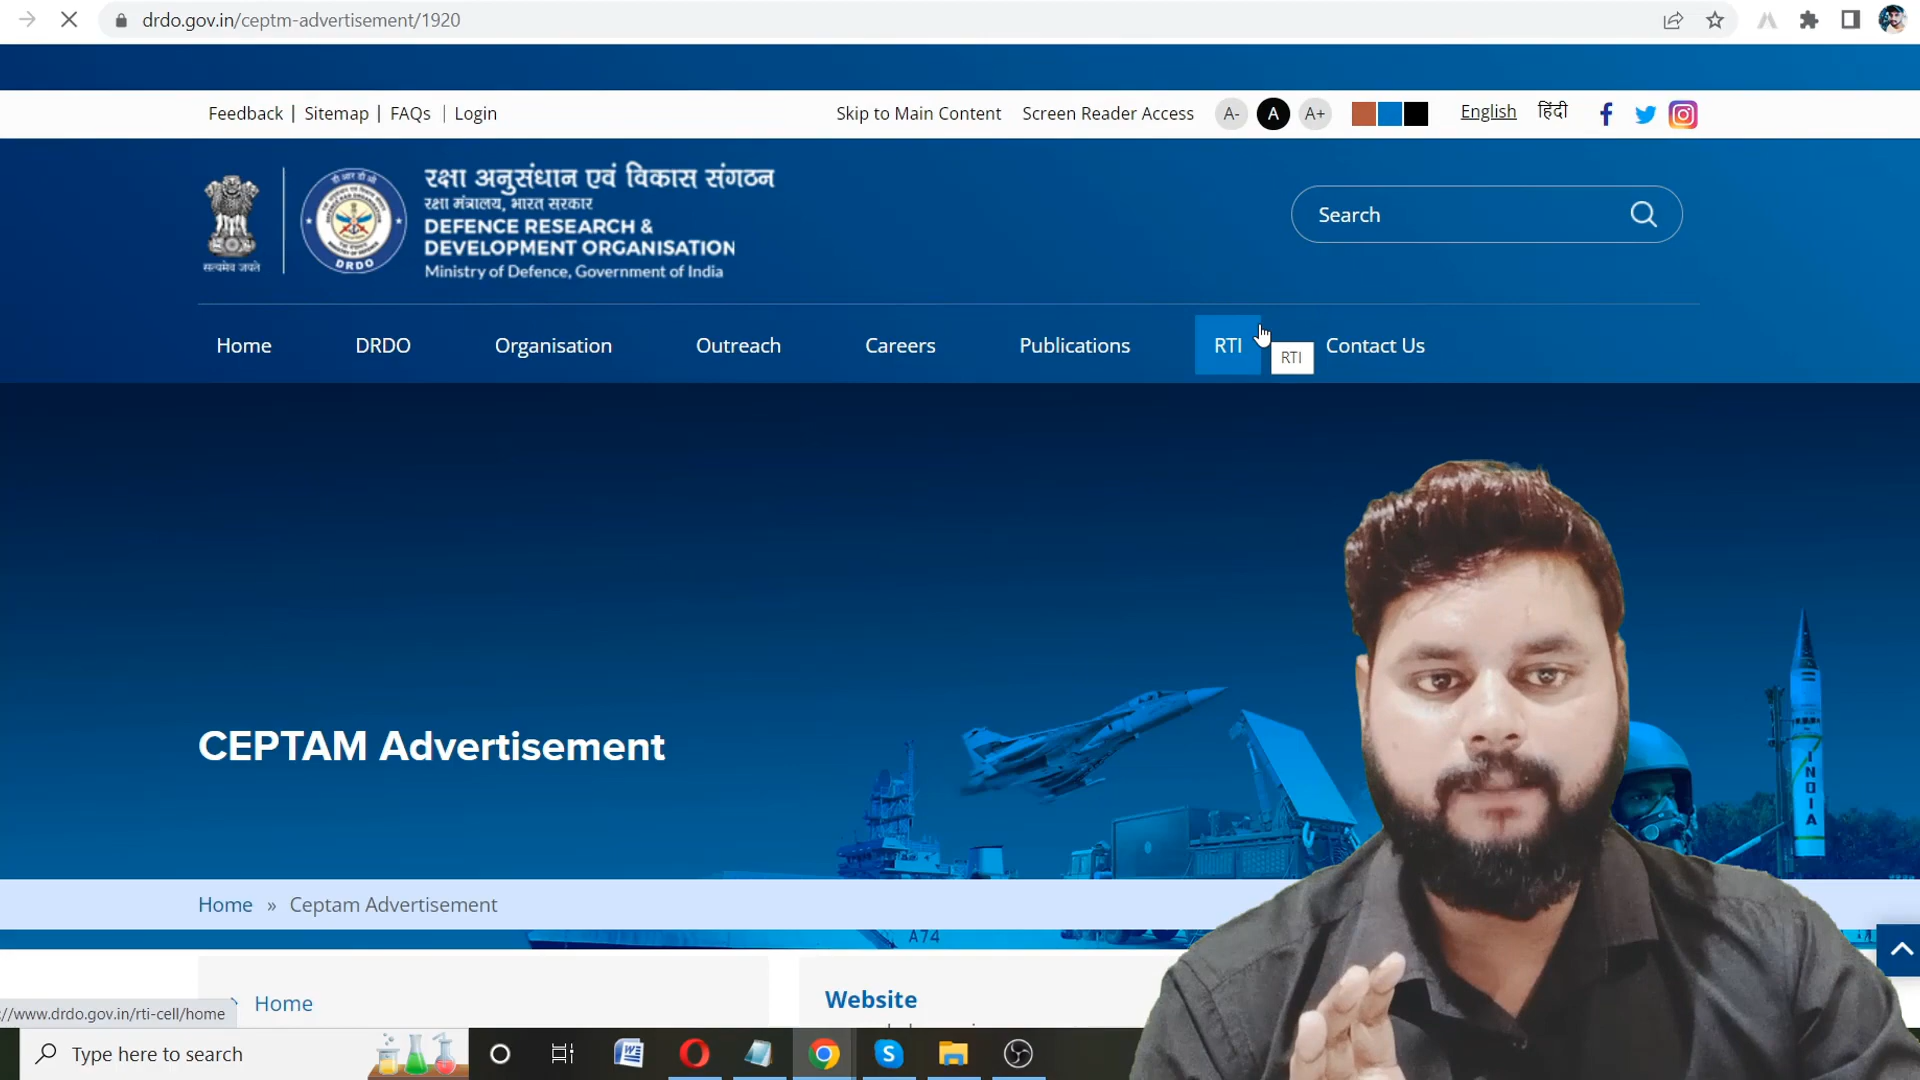 drdo.gov.in/ceptm-advertisement/1920
Feedback | Sitemap | FAQs | Login
Skip to Main Content Screen Reader Access A- A A+ English हिंदी
सत्यमेव जयते
DRDO
रक्षा अनुसंधान एवं विकास संगठन
रक्षा मंत्रालय, भारत सरकार
DEFENCE RESEARCH &
DEVELOPMENT ORGANISATION
Ministry of Defence, Government of India
Search
Home DRDO Organisation Outreach Careers Publications RTI Contact Us
RTI
CEPTAM Advertisement
INDIA
Home » Ceptam Advertisement
A74
Home
Website
//www.drdo.gov.in/rti-cell/home
Type here to search